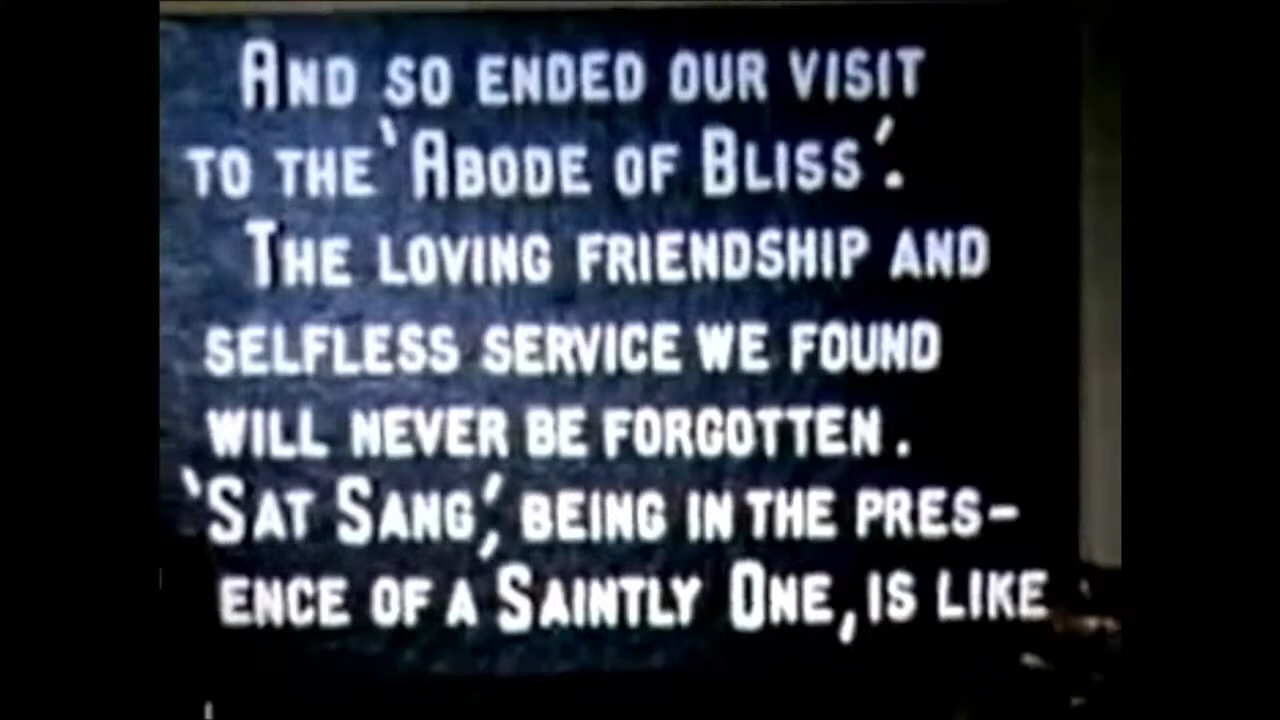 And so ended our visit
to the 'Abode of Bliss'.
The loving friendship and
selfless service we found
will never be forgotten.
'Sat Sang', being in the pres-
ence of a Saintly One, is like